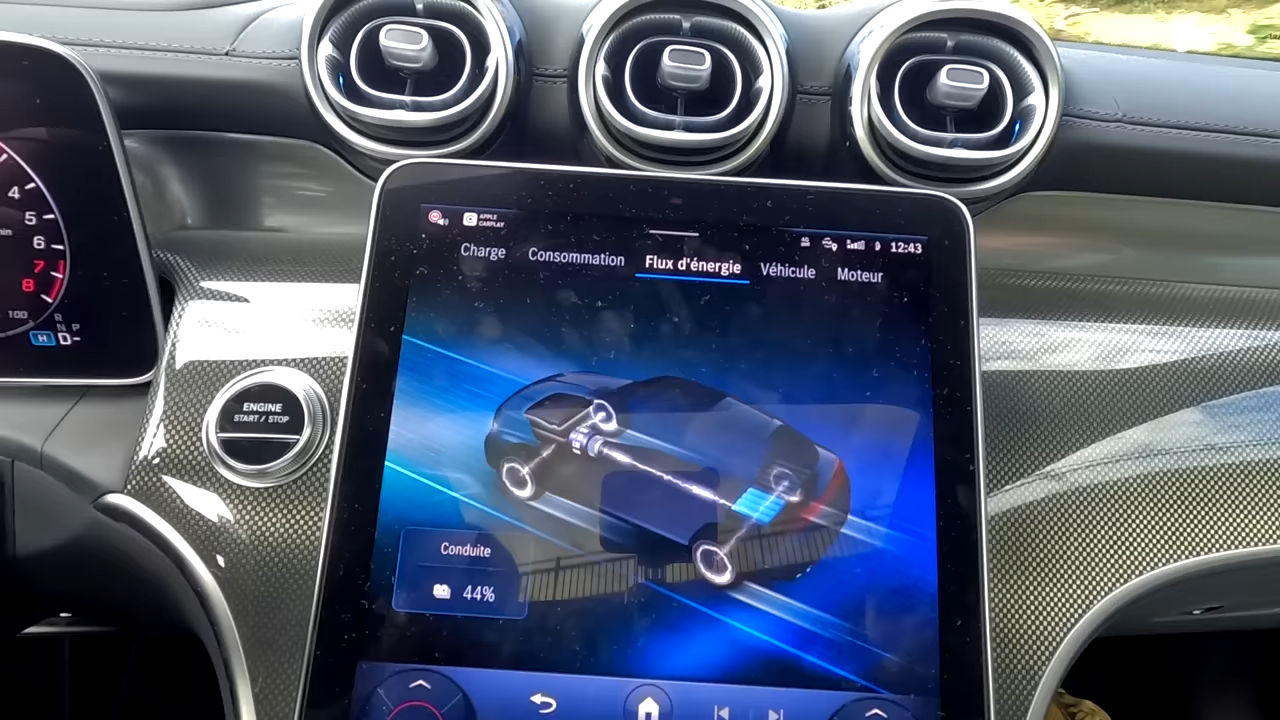 APPLE
CARPLAY
4G
12:43
Charge
Consommation
Flux d'énergie
Véhicule
Moteur
4
5
6
7
8
100
R
N P
H D-
ENGINE
START / STOP
Conduite
44%